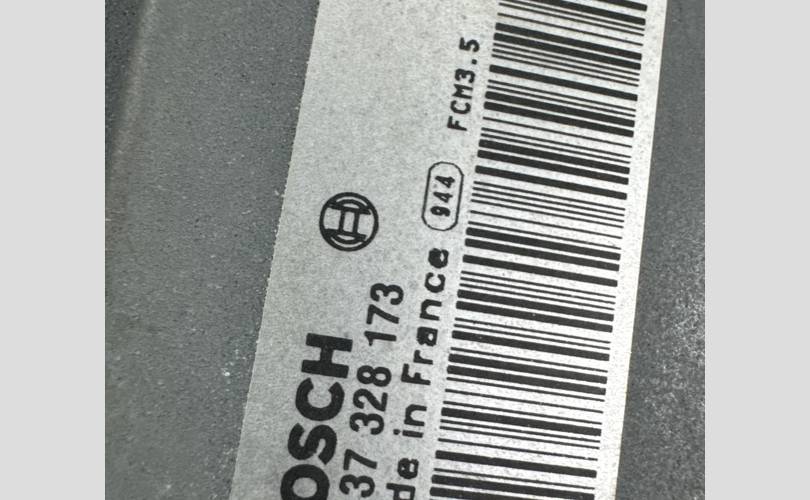 OSCH
37 328 173
de in France 944 FCM3.5